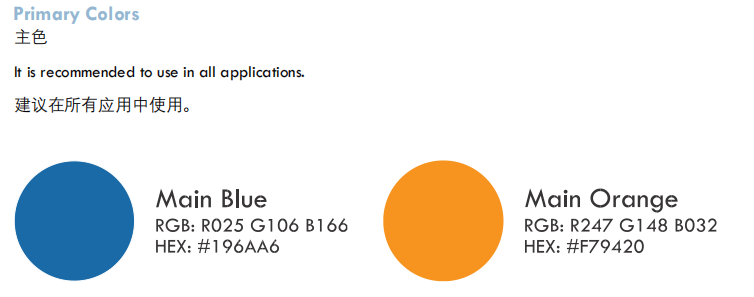 Primary Colors
主色
It is recommended to use in all applications.
建议在所有应用中使用。
Main Blue
RGB: R025 G106 B166
HEX: #196AA6
Main Orange
RGB: R247 G148 B032
HEX: #F79420